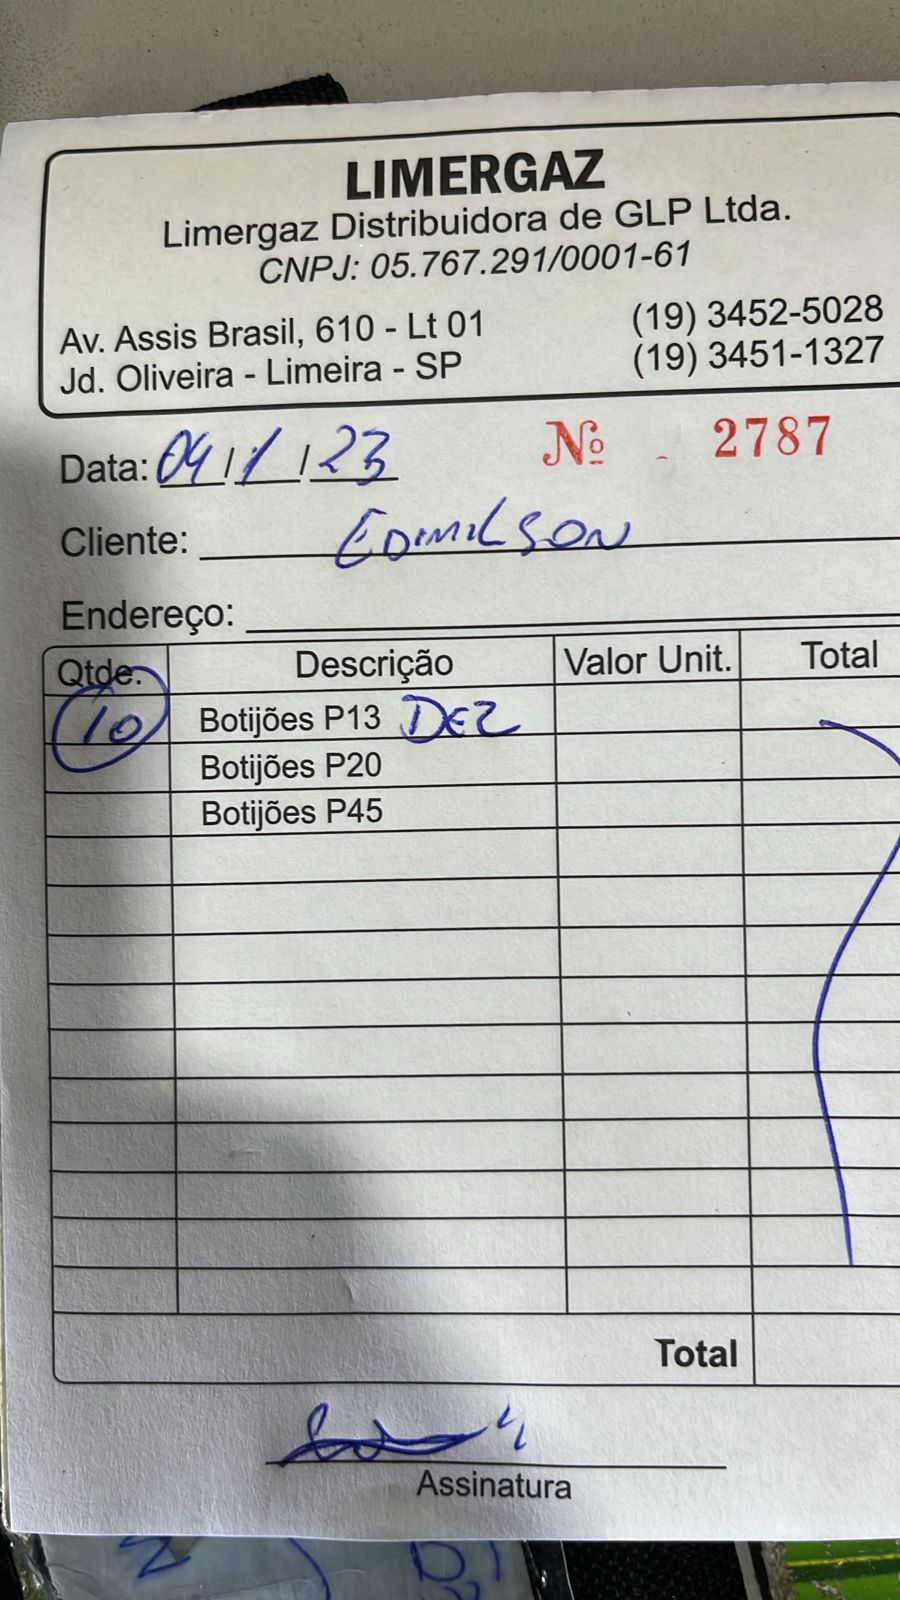 LIMERGAZ
Limergaz Distribuidora de GLP Ltda.
CNPJ: 05.767.291/0001-61
Av. Assis Brasil, 610 - Lt 01 (19) 3452-5028
Jd. Oliveira - Limeira - SP (19) 3451-1327
Data: 04/1/23 Nº 2787
Cliente: EDIMILSON
Endereço:
Qtde. Descrição Valor Unit. Total
10 Botijões P13 DEZ
Botijões P20
Botijões P45
Total
Assinatura